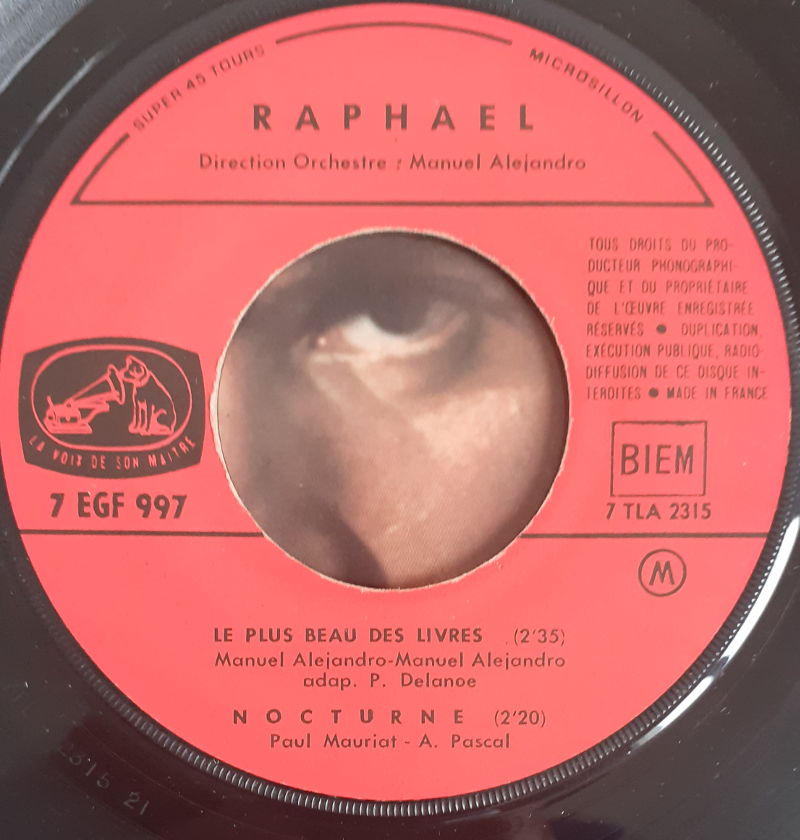 SUPER 45 TOURS
MICROSILLON
RAPHAEL
Direction Orchestre : Manuel Alejandro
TOUS DROITS DU PRO-
DUCTEUR PHONOGRAPHI-
QUE ET DU PROPRIÉTAIRE
DE L'ŒUVRE ENREGISTRÉE
RÉSERVÉS ● DUPLICATION,
EXÉCUTION PUBLIQUE, RADIO-
DIFFUSION DE CE DISQUE IN-
TERDITES ● MADE IN FRANCE
LA VOIX DE SON MAITRE
7 EGF 997
BIEM
7 TLA 2315
M
LE PLUS BEAU DES LIVRES (2'35)
Manuel Alejandro-Manuel Alejandro
adap. P. Delanoe
NOCTURNE (2'20)
Paul Mauriat - A. Pascal
2315 21